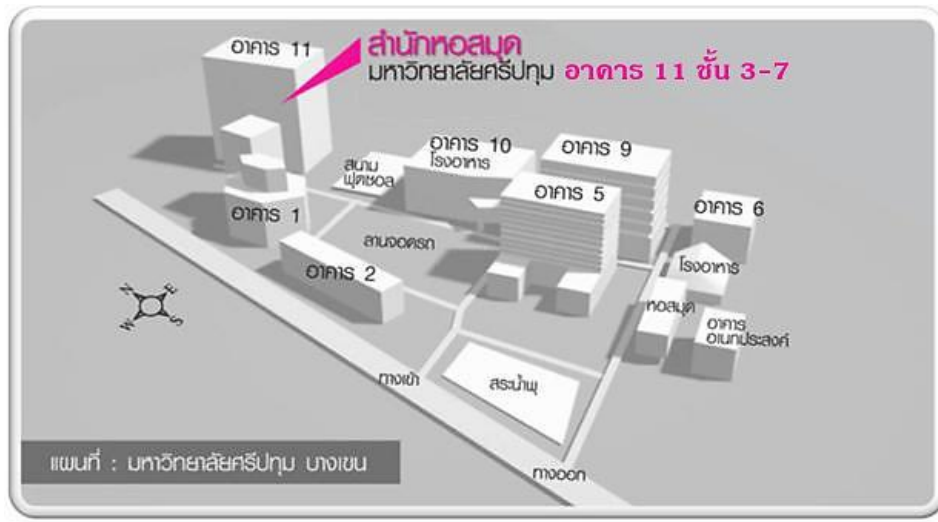 อาคาร 11
สำนักหอสมุด
มหาวิทยาลัยศรีปทุม อาคาร 11 ชั้น 3-7
อาคาร 10
โรงอาหาร
อาคาร 9
สนาม
ฟุตซอล
อาคาร 5
อาคาร 6
อาคาร 1
ลานจอดรถ
โรงอาหาร
อาคาร 2
N
E
W
S
หอสมุด
อาคาร
อเนกประสงค์
ทางเข้า
สระน้ำพุ
แผนที่ : มหาวิทยาลัยศรีปทุม บางเขน
ทางออก